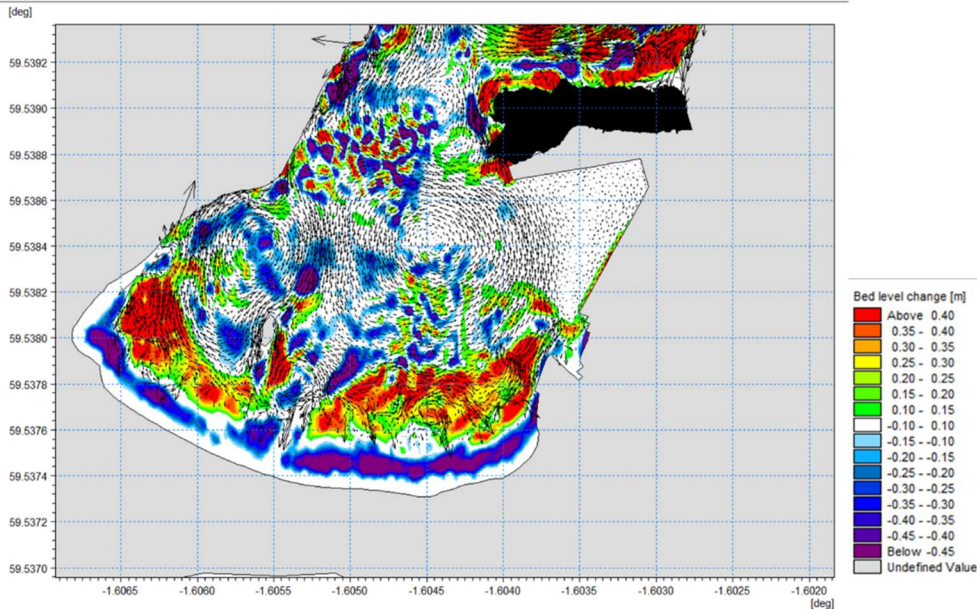 [deg]
59.5392
59.5390
59.5388
59.5386
59.5384
59.5382
59.5380
59.5378
59.5376
59.5374
59.5372
59.5370
-1.6065 -1.6060 -1.6055 -1.6050 -1.6045 -1.6040 -1.6035 -1.6030 -1.6025 -1.6020
[deg]
Bed level change [m]
Above 0.40
0.35 - 0.40
0.30 - 0.35
0.25 - 0.30
0.20 - 0.25
0.15 - 0.20
0.10 - 0.15
-0.10 - 0.10
-0.15 - -0.10
-0.20 - -0.15
-0.25 - -0.20
-0.30 - -0.25
-0.35 - -0.30
-0.40 - -0.35
-0.45 - -0.40
Below -0.45
Undefined Value